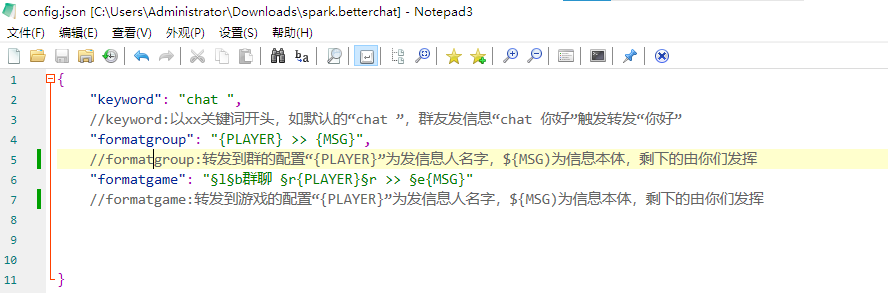 config.json [C:\Users\Administrator\Downloads\spark.betterchat] - Notepad3
文件(F) 编辑(E) 查看(V) 外观(P) 设置(S) 帮助(H)
1 {
2 "keyword": "chat ",
3 //keyword:以xx关键词开头，如默认的“chat ”，群友发信息“chat 你好”触发转发“你好”
4 "formatgroup": "{PLAYER} >> {MSG}",
5 //formatgroup:转发到群的配置“{PLAYER}”为发信息人名字，${MSG)为信息本体，剩下的由你们发挥
6 "formatgame": "§l§b群聊 §r{PLAYER}§r >> §e{MSG}"
7 //formatgame:转发到游戏的配置“{PLAYER}”为发信息人名字，${MSG)为信息本体，剩下的由你们发挥
8
9
10
11 }